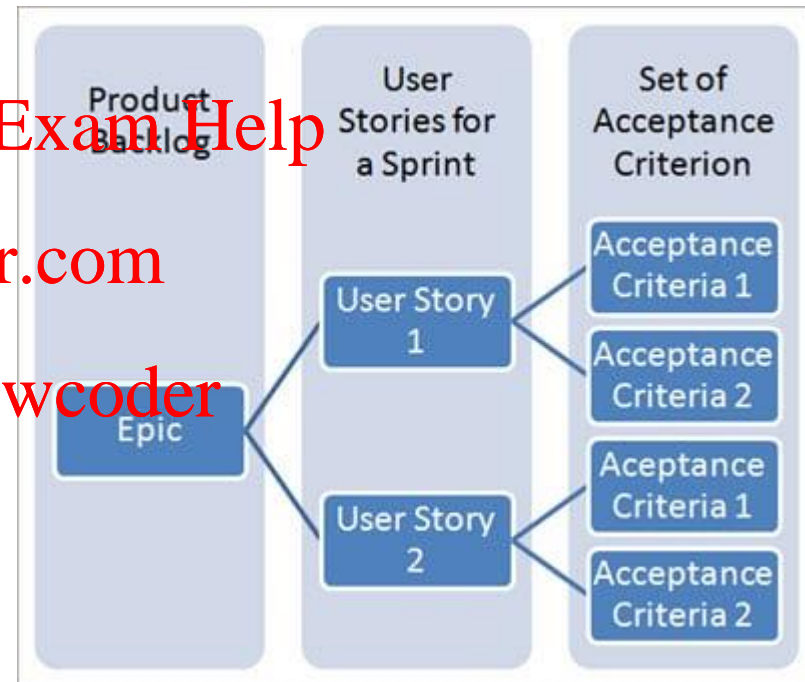 Product
Backlog
Exam Help
r.com
wcoder
Epic
User
Stories for
a Sprint
User Story
1
User Story
2
Set of
Acceptance
Criterion
Acceptance
Criteria 1
Acceptance
Criteria 2
Aceptance
Criteria 1
Acceptance
Criteria 2